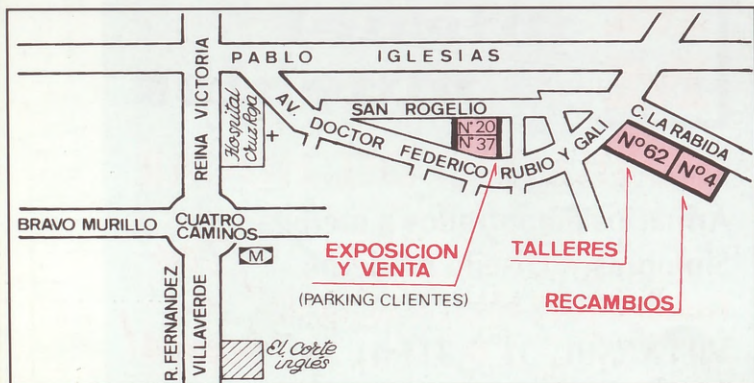 PABLO IGLESIAS
REINA VICTORIA
Hospital
Cruz Roja
+
AV. DOCTOR FEDERICO RUBIO Y GALI
SAN ROGELIO
Nº20
Nº37
C. LA RABIDA
Nº62
Nº4
BRAVO MURILLO
CUATRO
CAMINOS
M
EXPOSICION
Y VENTA
(PARKING CLIENTES)
TALLERES
RECAMBIOS
R. FERNANDEZ
VILLAVERDE
El Corte
inglés